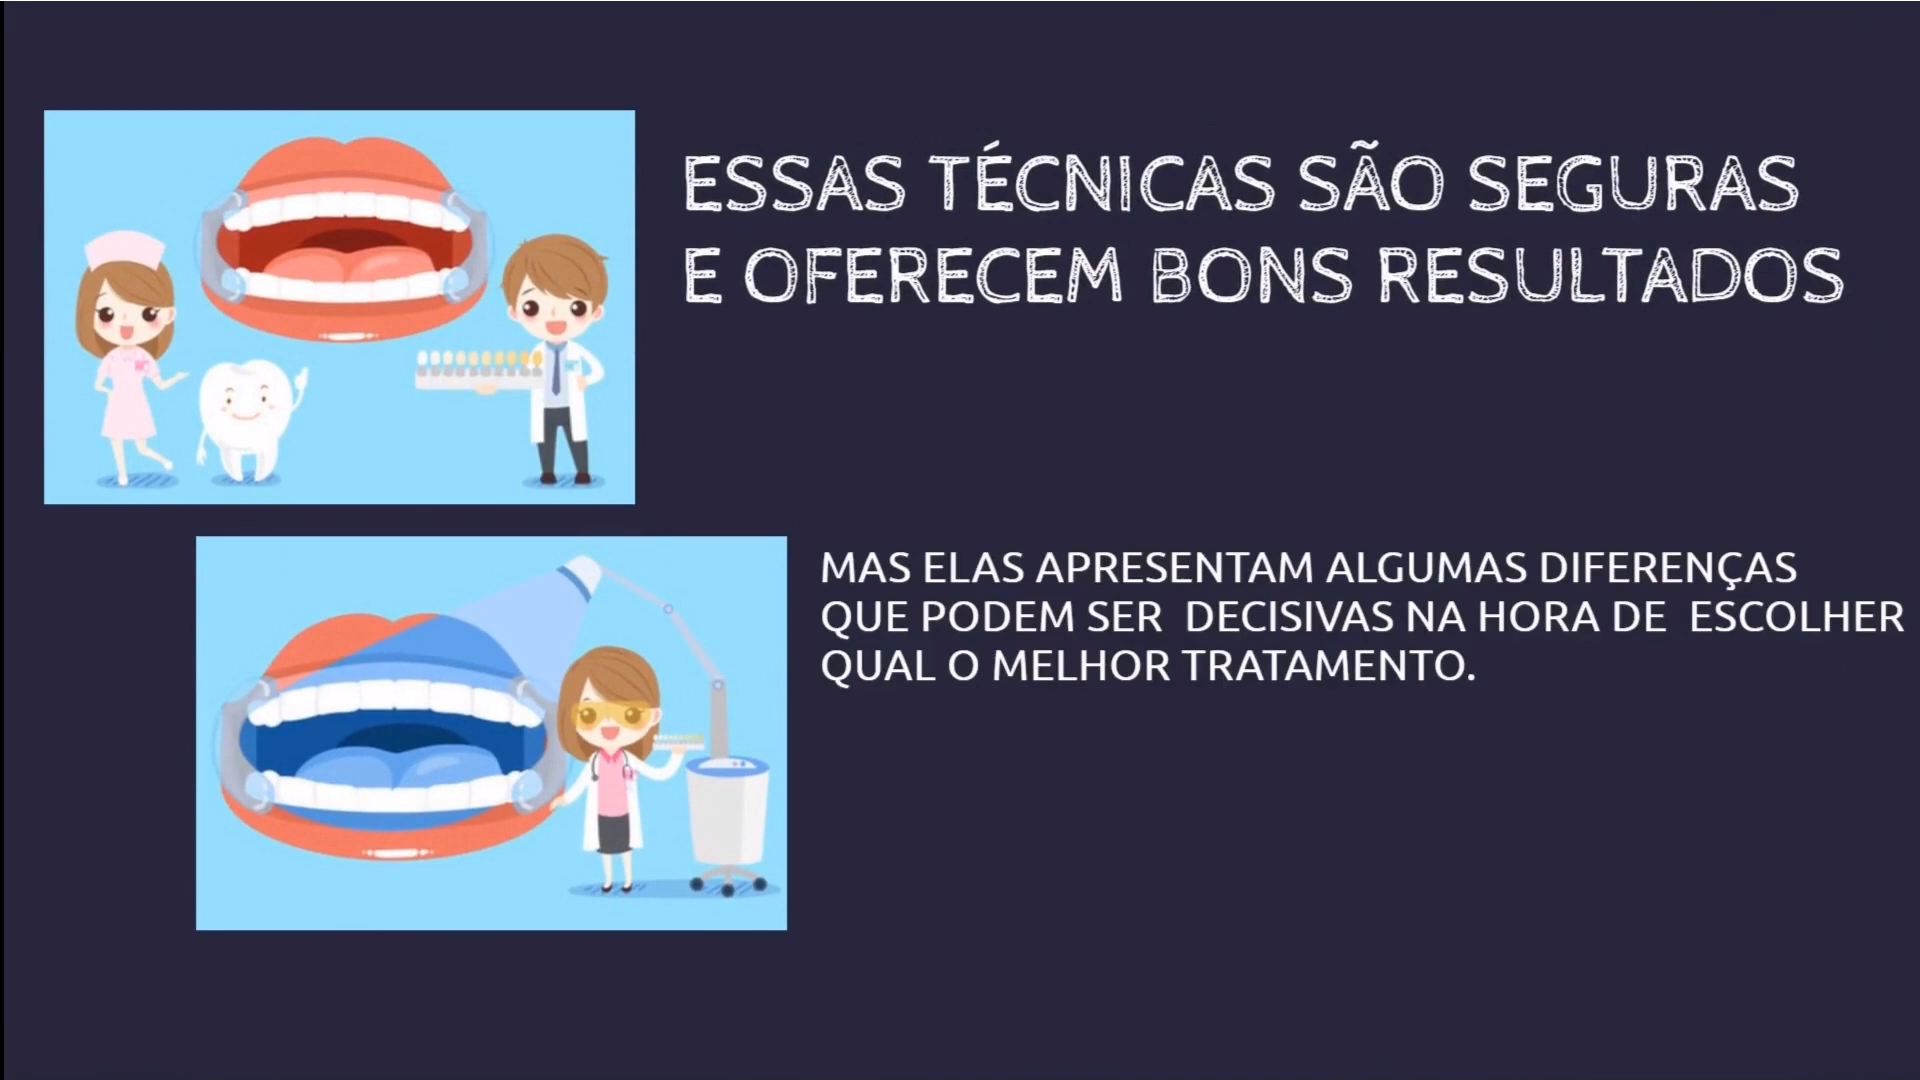 ESSAS TÉCNICAS SÃO SEGURAS
E OFERECEM BONS RESULTADOS
MAS ELAS APRESENTAM ALGUMAS DIFERENÇAS
QUE PODEM SER DECISIVAS NA HORA DE ESCOLHER
QUAL O MELHOR TRATAMENTO.